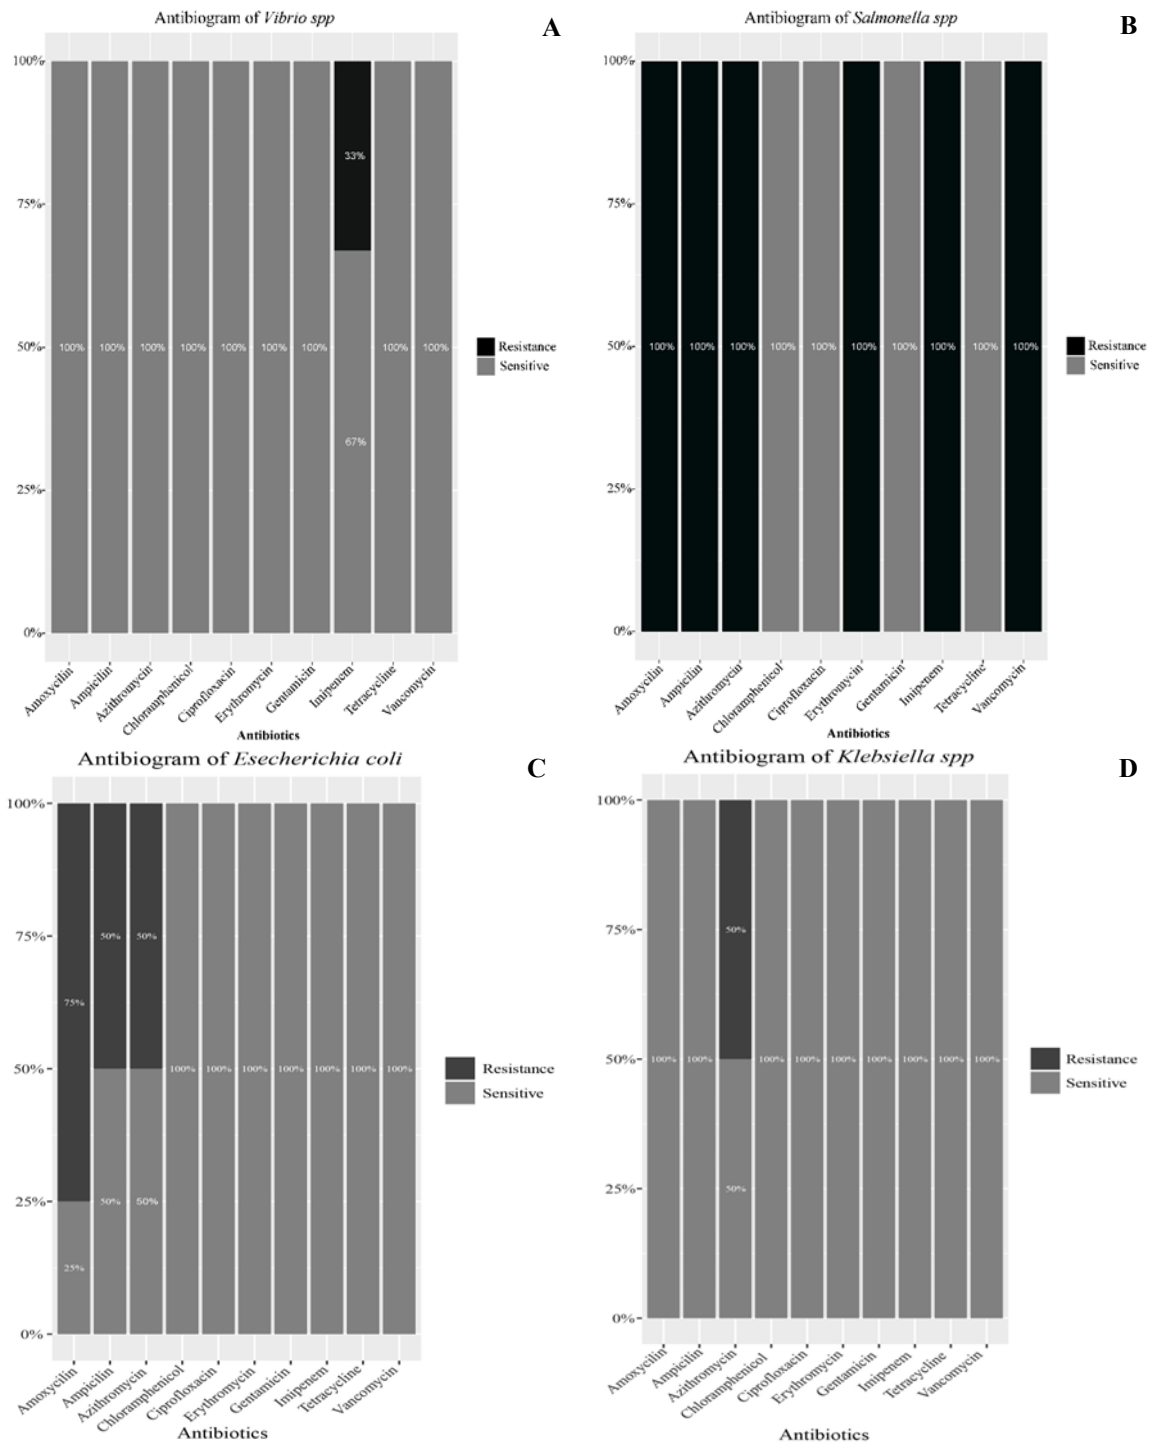 Antibiogram of Vibrio spp
A
100%
75%
50%
25%
0%
33%
67%
100% 100% 100% 100% 100% 100% 100% 100% 100%
Resistance
Sensitive
Amoxycilin
Ampicilin
Azithromycin
Chloramphenicol
Ciprofloxacin
Erythromycin
Gentamicin
Imipenem
Tetracycline
Vancomycin
Antibiotics
Antibiogram of Salmonella spp
B
100%
75%
50%
25%
0%
100% 100% 100% 100% 100% 100% 100% 100% 100% 100%
Resistance
Sensitive
Amoxycilin
Ampicilin
Azithromycin
Chloramphenicol
Ciprofloxacin
Erythromycin
Gentamicin
Imipenem
Tetracycline
Vancomycin
Antibiotics
Antibiogram of Esecherichia coli
C
100%
75%
50%
25%
0%
50% 50%
75%
100% 100% 100% 100% 100% 100% 100%
50% 50%
25%
Resistance
Sensitive
Amoxycilin
Ampicilin
Azithromycin
Chloramphenicol
Ciprofloxacin
Erythromycin
Gentamicin
Imipenem
Tetracycline
Vancomycin
Antibiotics
Antibiogram of Klebsiella spp
D
100%
75%
50%
25%
0%
50%
100% 100% 100% 100% 100% 100% 100% 100% 100%
50%
Resistance
Sensitive
Amoxycilin
Ampicilin
Azithromycin
Chloramphenicol
Ciprofloxacin
Erythromycin
Gentamicin
Imipenem
Tetracycline
Vancomycin
Antibiotics